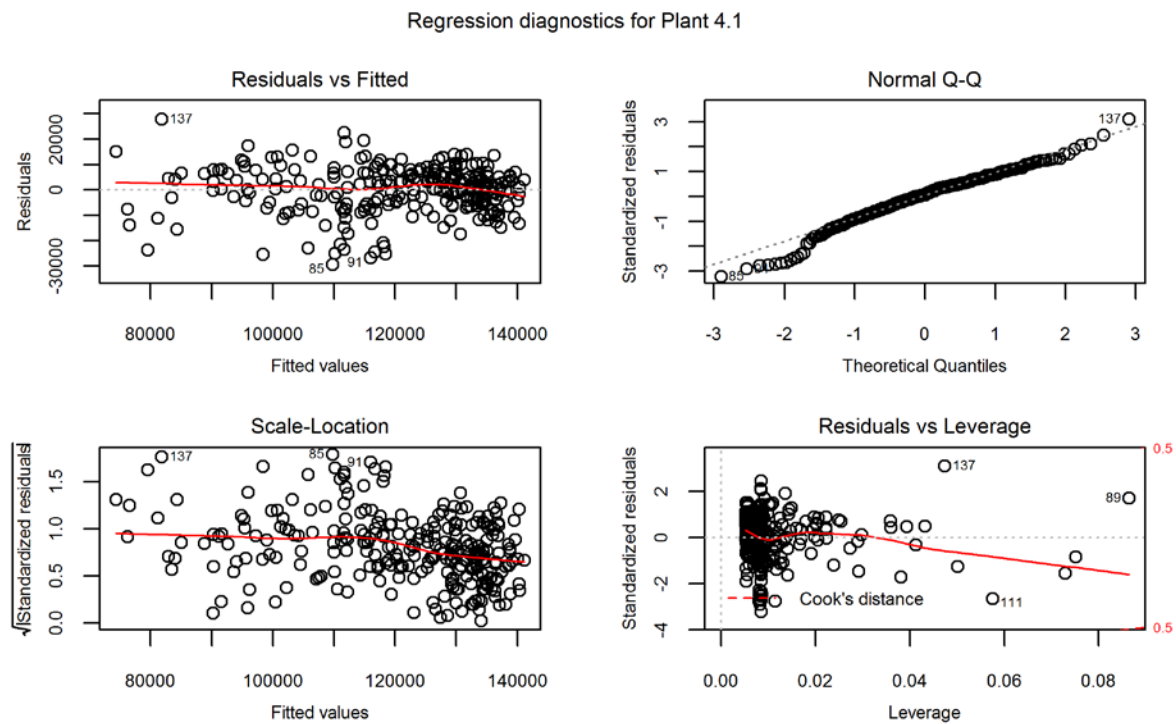 Regression diagnostics for Plant 4.1
Residuals vs Fitted
Residuals
20000
0
-30000
137
85
91
80000 100000 120000 140000
Fitted values
Normal Q-Q
Standardized residuals
3
1
-1
-3
137
85
-3 -2 -1 0 1 2 3
Theoretical Quantiles
Scale-Location
√|Standardized residuals|
1.5
1.0
0.5
0.0
137
85
91
80000 100000 120000 140000
Fitted values
Residuals vs Leverage
Standardized residuals
2
0
-2
-4
137
89
111
Cook's distance
0.5
0.5
0.00 0.02 0.04 0.06 0.08
Leverage